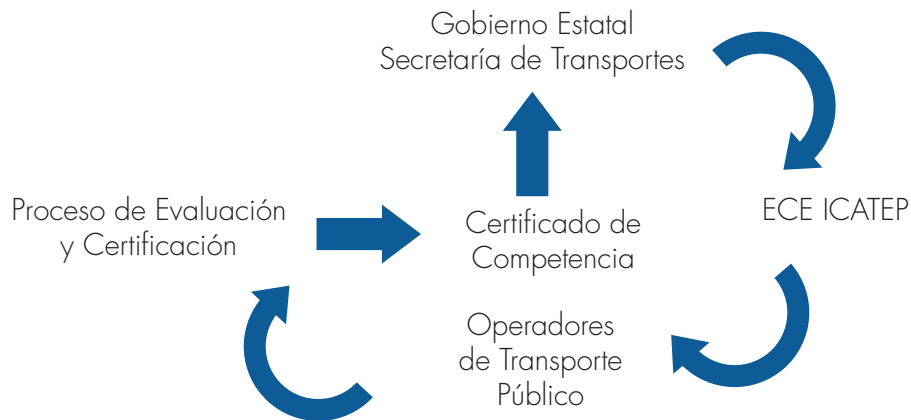 Gobierno Estatal
Secretaría de Transportes
Proceso de Evaluación
y Certificación
Certificado de
Competencia
ECE ICATEP
Operadores
de Transporte
Público